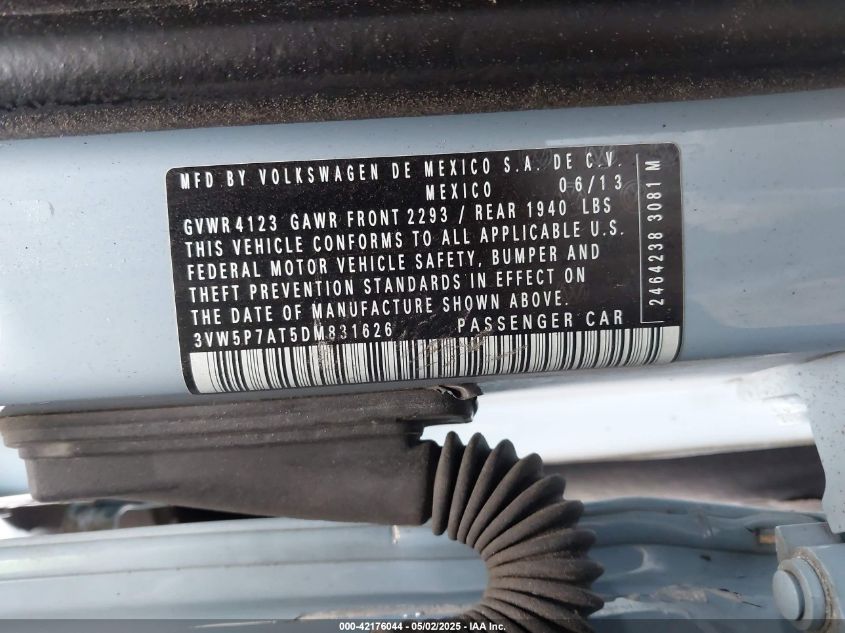 MFD BY VOLKSWAGEN DE MEXICO S.A. DE C.V.
MEXICO 06/13
GVWR 4123 GAWR FRONT 2293 / REAR 1940 LBS
THIS VEHICLE CONFORMS TO ALL APPLICABLE U.S.
FEDERAL MOTOR VEHICLE SAFETY, BUMPER AND
THEFT PREVENTION STANDARDS IN EFFECT ON
THE DATE OF MANUFACTURE SHOWN ABOVE.
3VW5P7AT5DM831626 PASSENGER CAR
2464238 3081 M
000-42176044 - 05/02/2025 - IAA Inc.